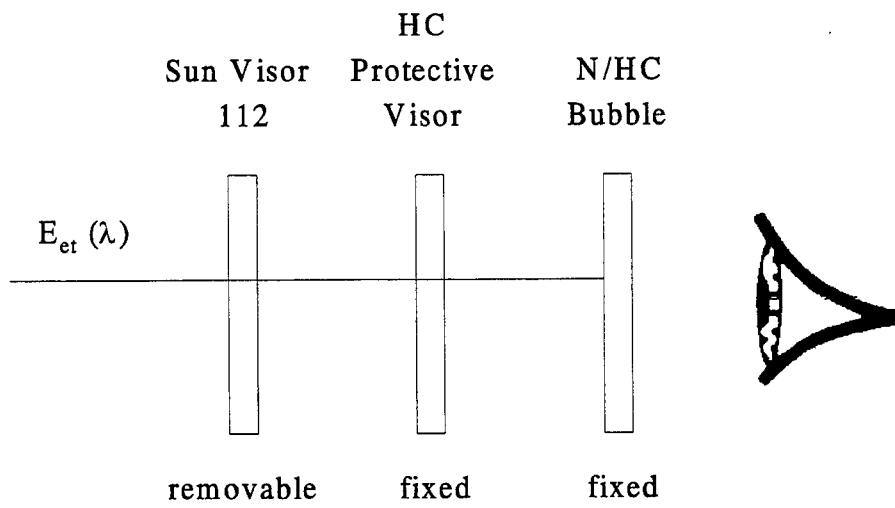 HC
Sun Visor Protective N/HC
112 Visor Bubble
E_et (λ)
removable fixed fixed